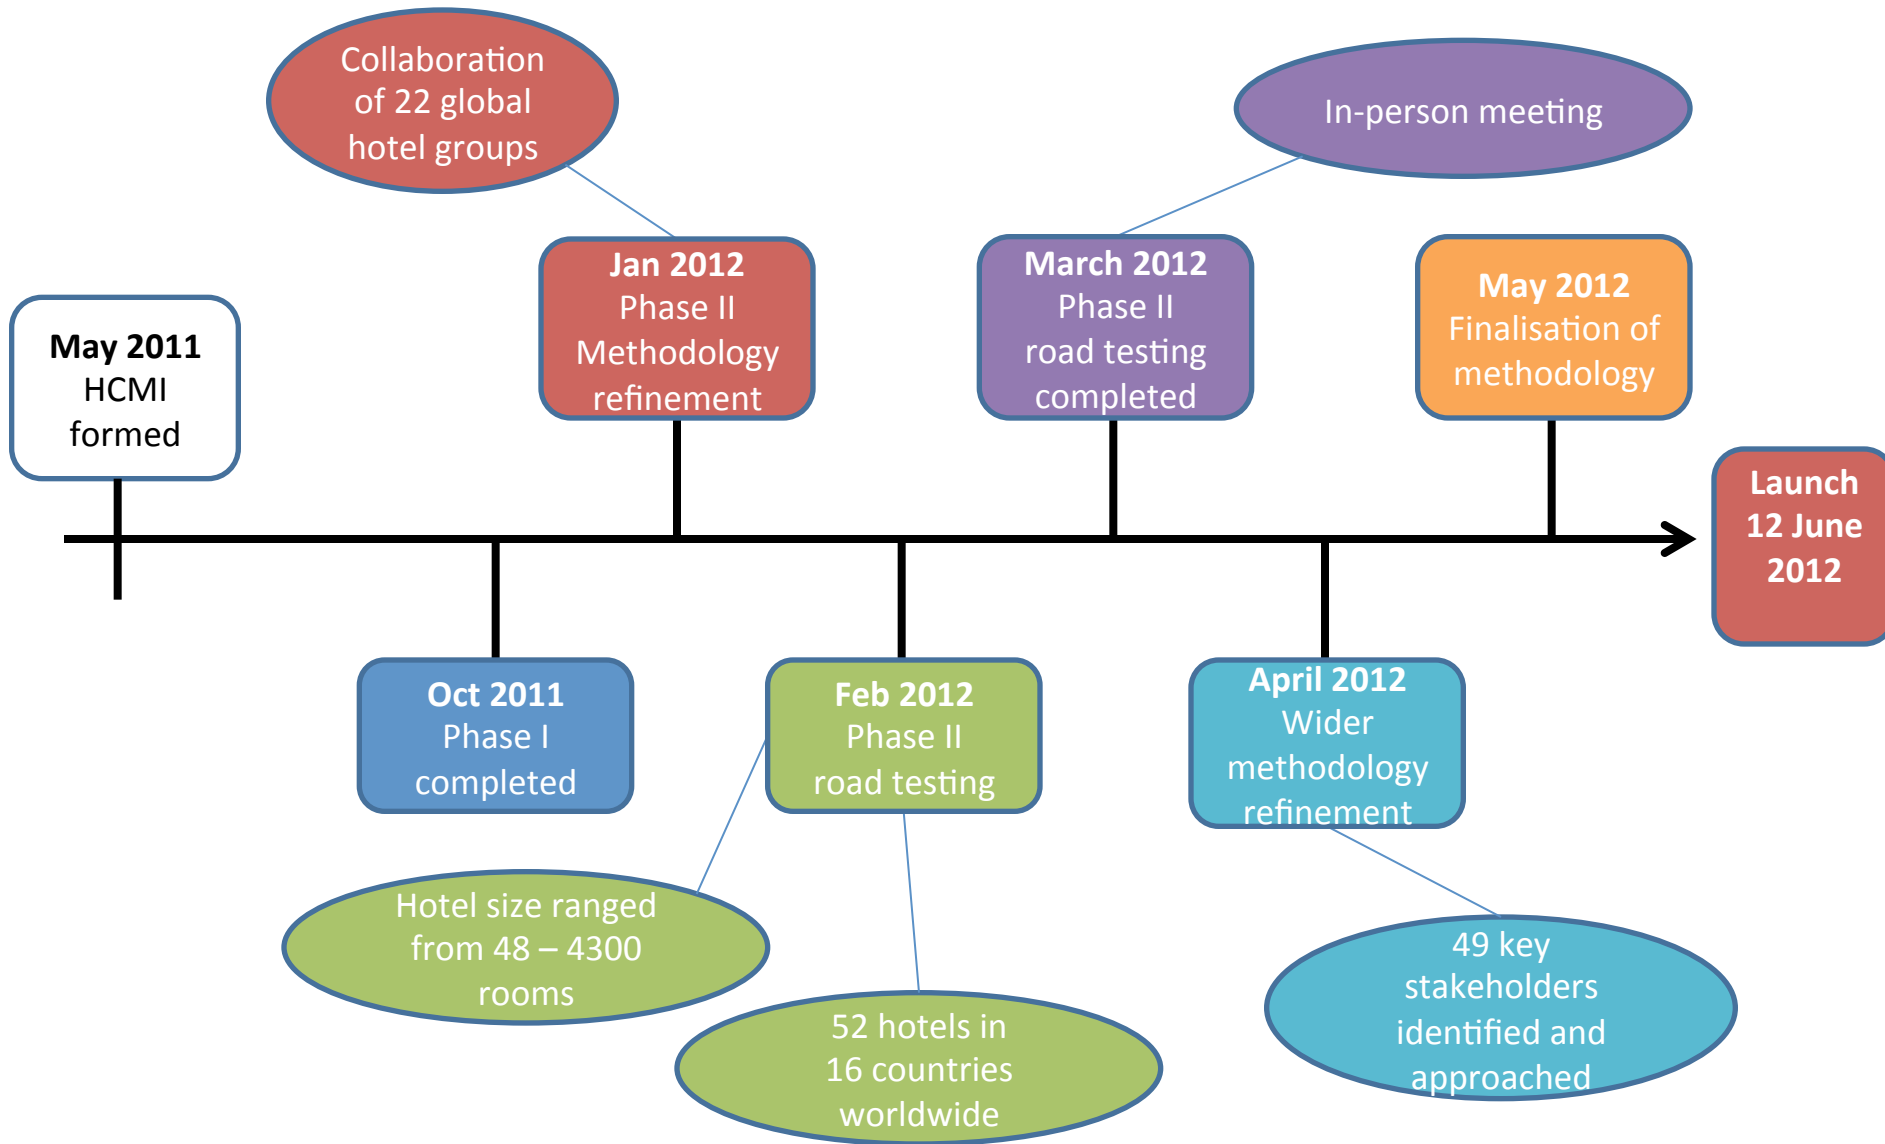 Collaboration
of 22 global
hotel groups
In-person meeting
Jan 2012
Phase II
Methodology
refinement
March 2012
Phase II
road testing
completed
May 2012
Finalisation of
methodology
May 2011
HCMI
formed
Launch
12 June
2012
Oct 2011
Phase I
completed
Feb 2012
Phase II
road testing
April 2012
Wider
methodology
refinement
Hotel size ranged
from 48 – 4300
rooms
52 hotels in
16 countries
worldwide
49 key
stakeholders
identified and
approached